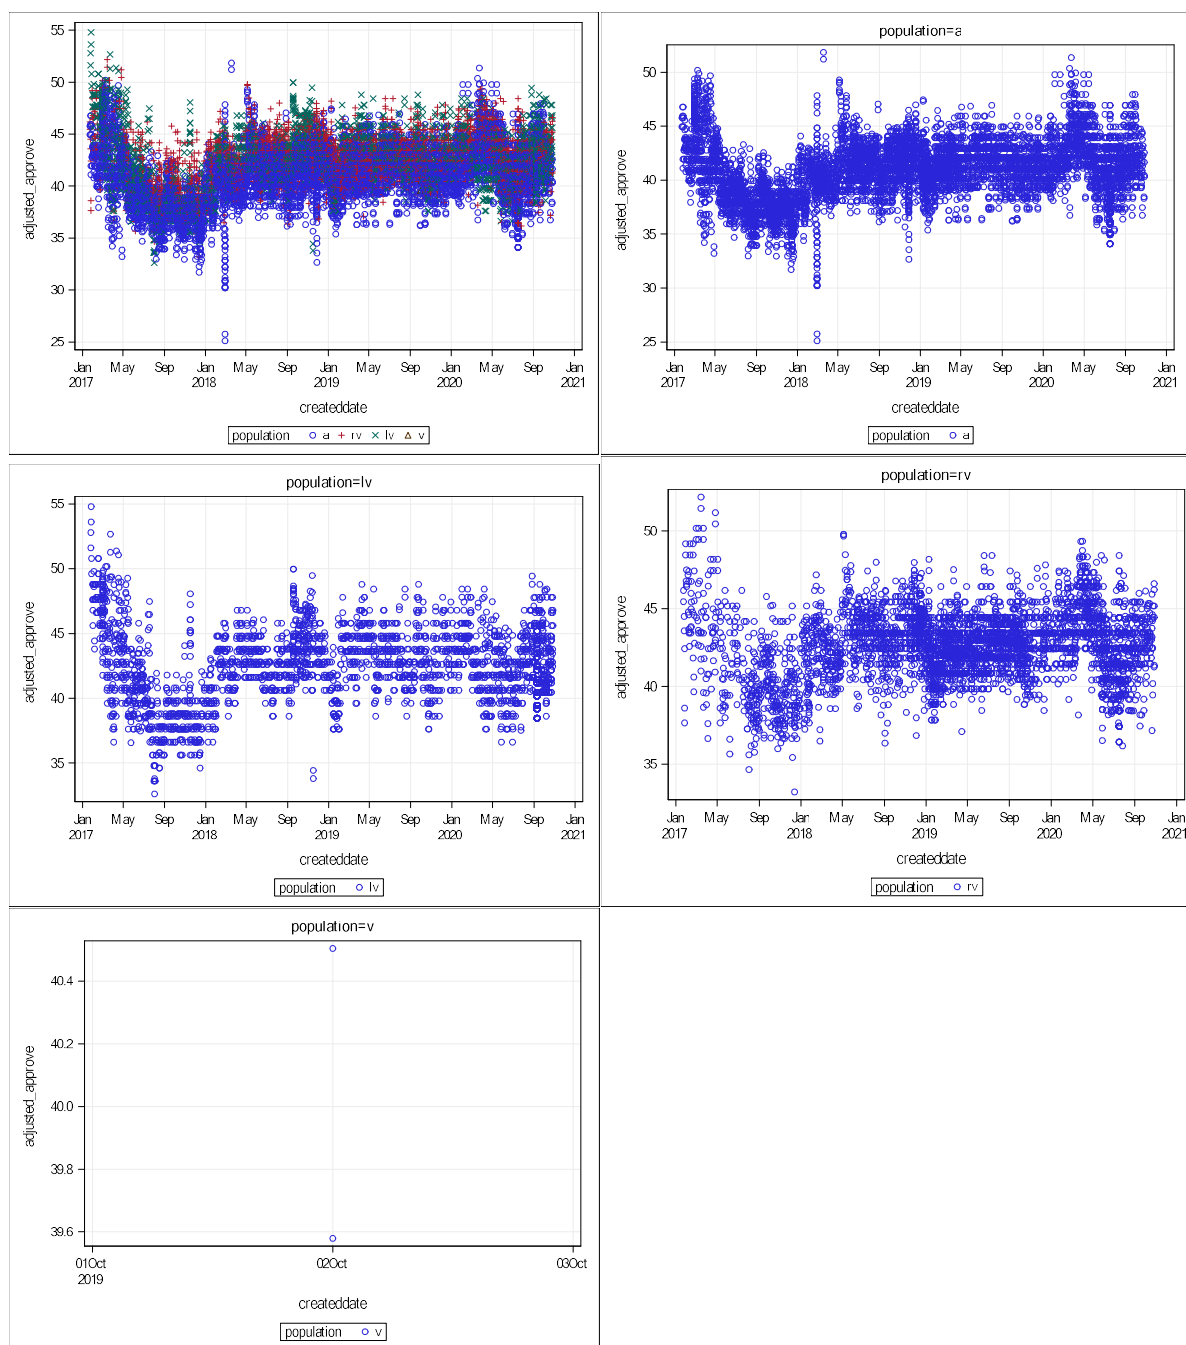 55
50
45
40
35
30
25
adjusted_approve
Jan May Sep Jan May Sep Jan May Sep Jan May Sep Jan
2017 2018 2019 2020 2021
createddate
population a rv lv v
population=a
50
45
40
35
30
25
adjusted_approve
Jan May Sep Jan May Sep Jan May Sep Jan May Sep Jan
2017 2018 2019 2020 2021
createddate
population a
population=lv
55
50
45
40
35
adjusted_approve
Jan May Sep Jan May Sep Jan May Sep Jan May Sep Jan
2017 2018 2019 2020 2021
createddate
population lv
population=rv
50
45
40
35
adjusted_approve
Jan May Sep Jan May Sep Jan May Sep Jan May Sep Jan
2017 2018 2019 2020 2021
createddate
population rv
population=v
40.4
40.2
40.0
39.8
39.6
adjusted_approve
01Oct 02Oct 03Oct
2019
createddate
population v